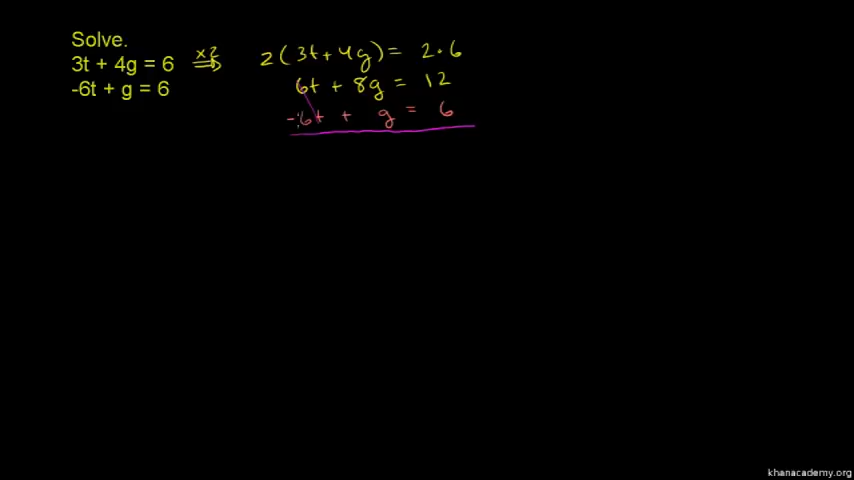 Solve.
3t + 4g = 6 ×2 ⇒ 2(3t + 4g) = 2·6
-6t + g = 6
6t + 8g = 12
-6t + g = 6
khanacademy.org